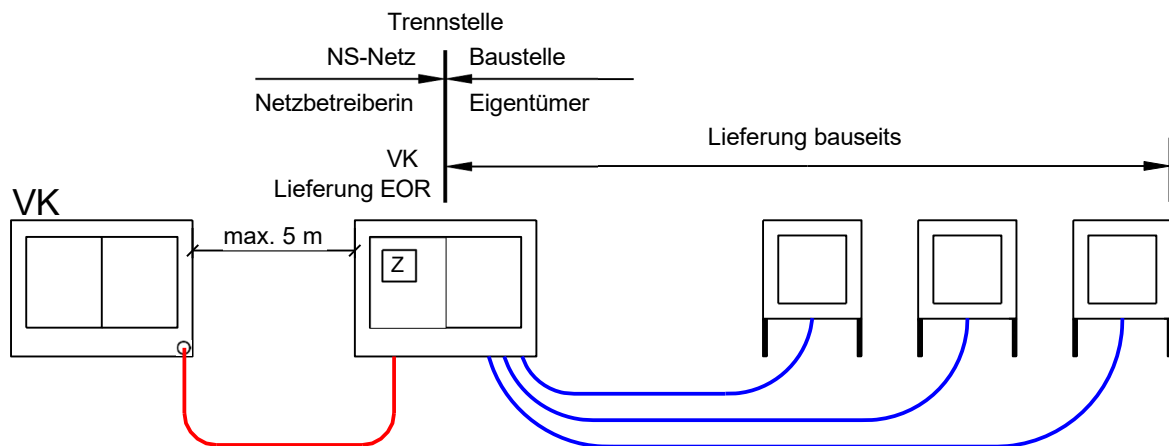 Trennstelle
NS-Netz Baustelle
Netzbetreiberin Eigentümer
Lieferung bauseits
VK
Lieferung EOR
VK
max. 5 m
Z